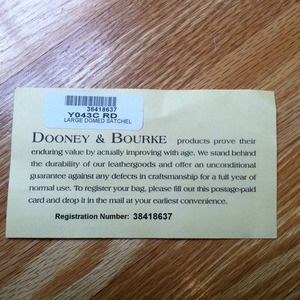 38418637
Y043C RD
LARGE DOMED SATCHEL
DOONEY & BOURKE products prove their
enduring value by actually improving with age. We stand behind
the durability of our leathergoods and offer an unconditional
guarantee against any defects in craftsmanship for a full year of
normal use. To register your bag, please fill out this postage-paid
card and drop it in the mail at your earliest convenience.
Registration Number: 38418637